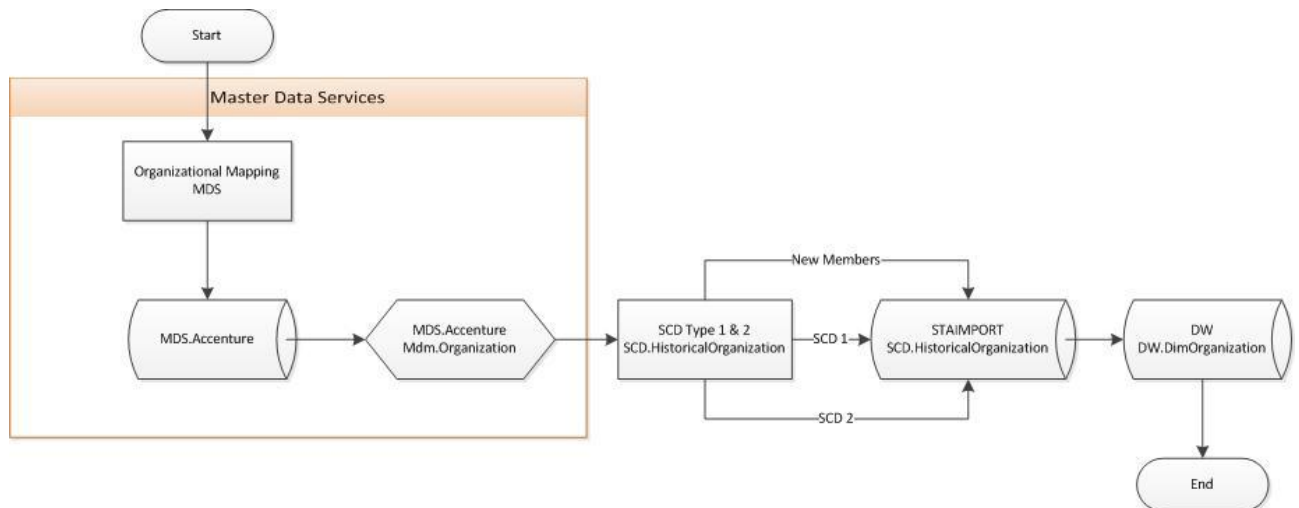 Start
Master Data Services
Organizational Mapping
MDS
MDS.Accenture
MDS.Accenture
Mdm.Organization
SCD Type 1 & 2
SCD.HistoricalOrganization
New Members
SCD 1
SCD 2
STAIMPORT
SCD.HistoricalOrganization
DW
DW.DimOrganization
End